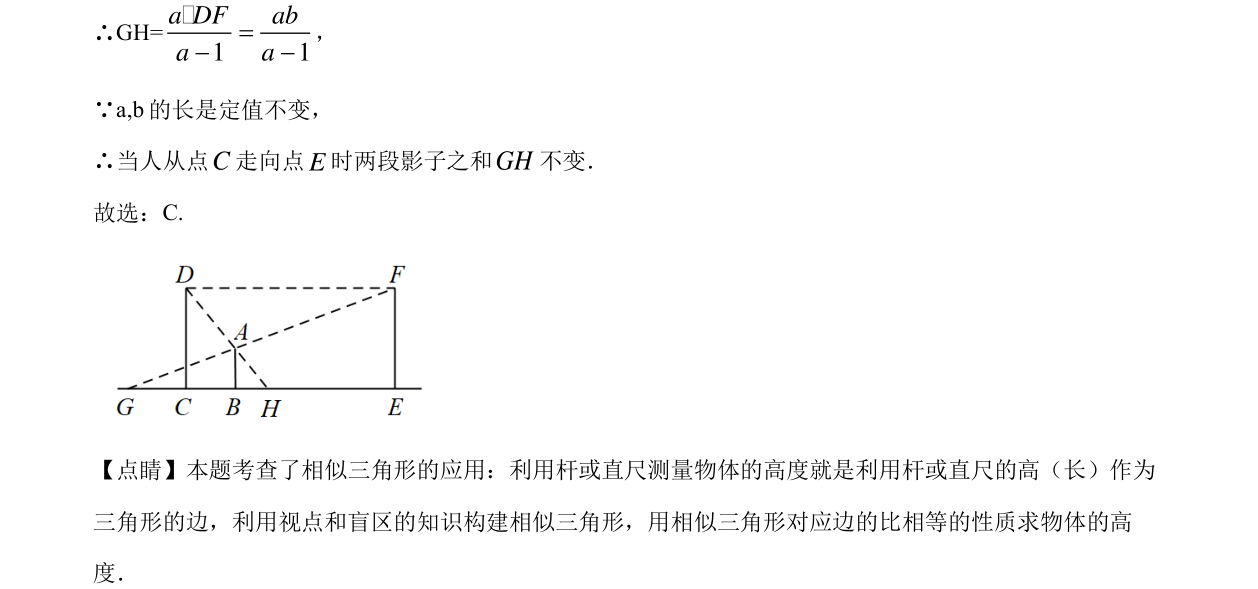 ∴GH=a□DF/(a−1)=ab/(a−1)，
∵a,b的长是定值不变，
∴当人从点C走向点E时两段影子之和GH不变．
故选：C.
D F
A
G C B H E
【点睛】本题考查了相似三角形的应用：利用杆或直尺测量物体的高度就是利用杆或直尺的高（长）作为
三角形的边，利用视点和盲区的知识构建相似三角形，用相似三角形对应边的比相等的性质求物体的高
度．